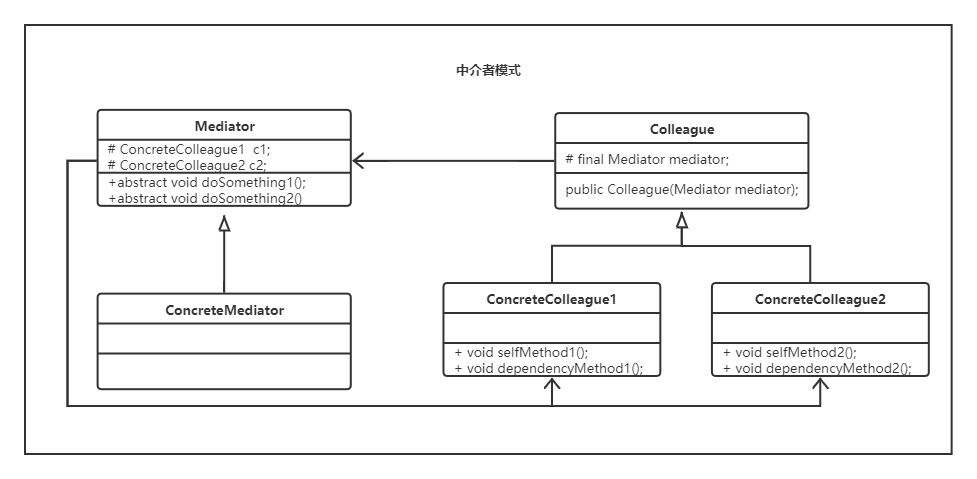 中介者模式
Mediator
# ConcreteColleague1  c1;
# ConcreteColleague2 c2;
+abstract void doSomething1();
+abstract void doSomething2()
Colleague
# final Mediator mediator;
public Colleague(Mediator mediator);
ConcreteMediator
ConcreteColleague1
+ void selfMethod1();
+ void dependencyMethod1();
ConcreteColleague2
+ void selfMethod2();
+ void dependencyMethod2();